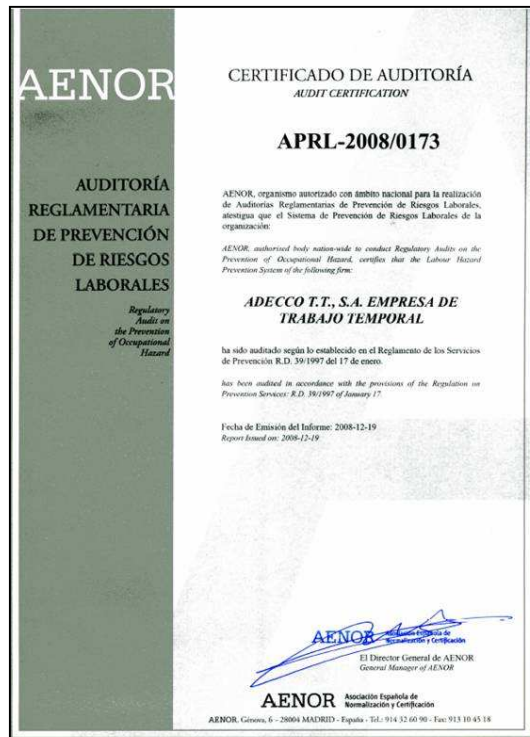 AENOR
AUDITORÍA
REGLAMENTARIA
DE PREVENCIÓN
DE RIESGOS
LABORALES
Regulatory
Audit on
the Prevention
of Occupational
Hazard
CERTIFICADO DE AUDITORÍA
AUDIT CERTIFICATION
APRL-2008/0173
AENOR, organismo autorizado con ámbito nacional para la realización
de Auditorías Reglamentarias de Prevención de Riesgos Laborales,
atestigua que el Sistema de Prevención de Riesgos Laborales de la
organización:
AENOR, authorised body nation-wide to conduct Regulatory Audits on the
Prevention of Occupational Hazard, certifies that the Labour Hazard
Prevention System of the following firm:
ADECCO T.T., S.A. EMPRESA DE
TRABAJO TEMPORAL
ha sido auditado según lo establecido en el Reglamento de los Servicios
de Prevención R.D. 39/1997 del 17 de enero.
has been audited in accordance with the provisions of the Regulation on
Prevention Services: R.D. 39/1997 of January 17.
Fecha de Emisión del Informe: 2008-12-19
Report Issued on: 2008-12-19
AENOR Asociación Española de
Normalización y Certificación
El Director General de AENOR
General Manager of AENOR
AENOR Asociación Española de
Normalización y Certificación
AENOR. Génova, 6 - 28004 MADRID - España - Tel.: 914 32 60 90 - Fax: 913 10 45 18